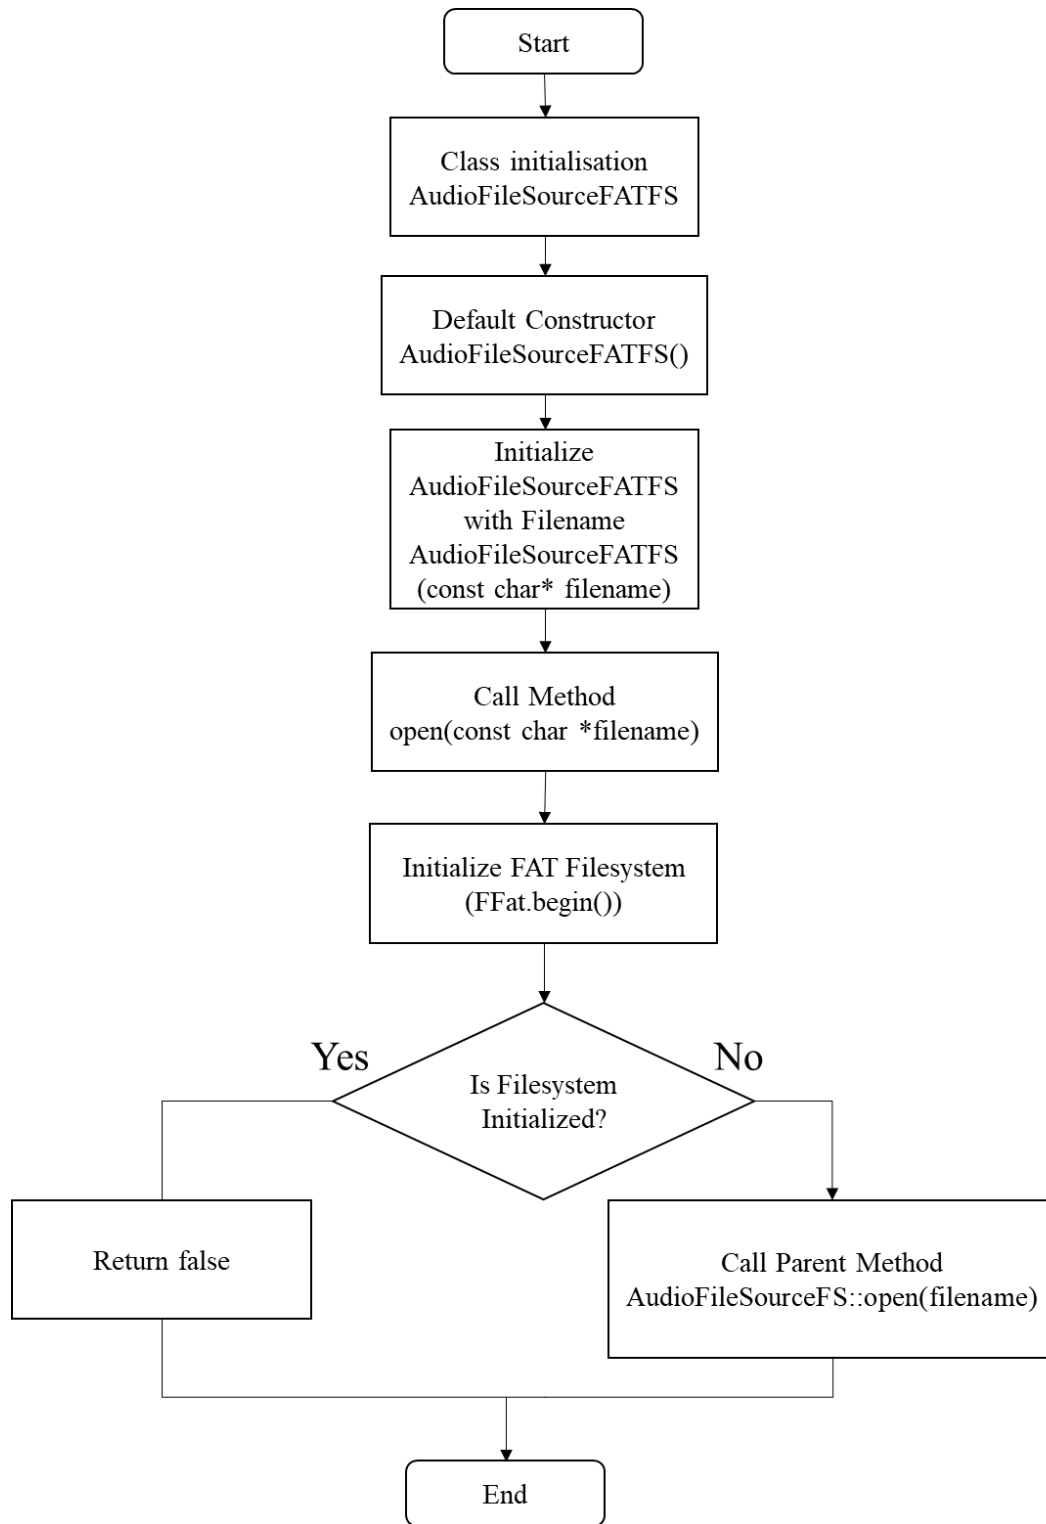 Start
Class initialisation
AudioFileSourceFATFS
Default Constructor
AudioFileSourceFATFS()
Initialize
AudioFileSourceFATFS
with Filename
AudioFileSourceFATFS
(const char* filename)
Call Method
open(const char *filename)
Initialize FAT Filesystem
(FFat.begin())
Yes
No
Is Filesystem
Initialized?
Return false
Call Parent Method
AudioFileSourceFS::open(filename)
End